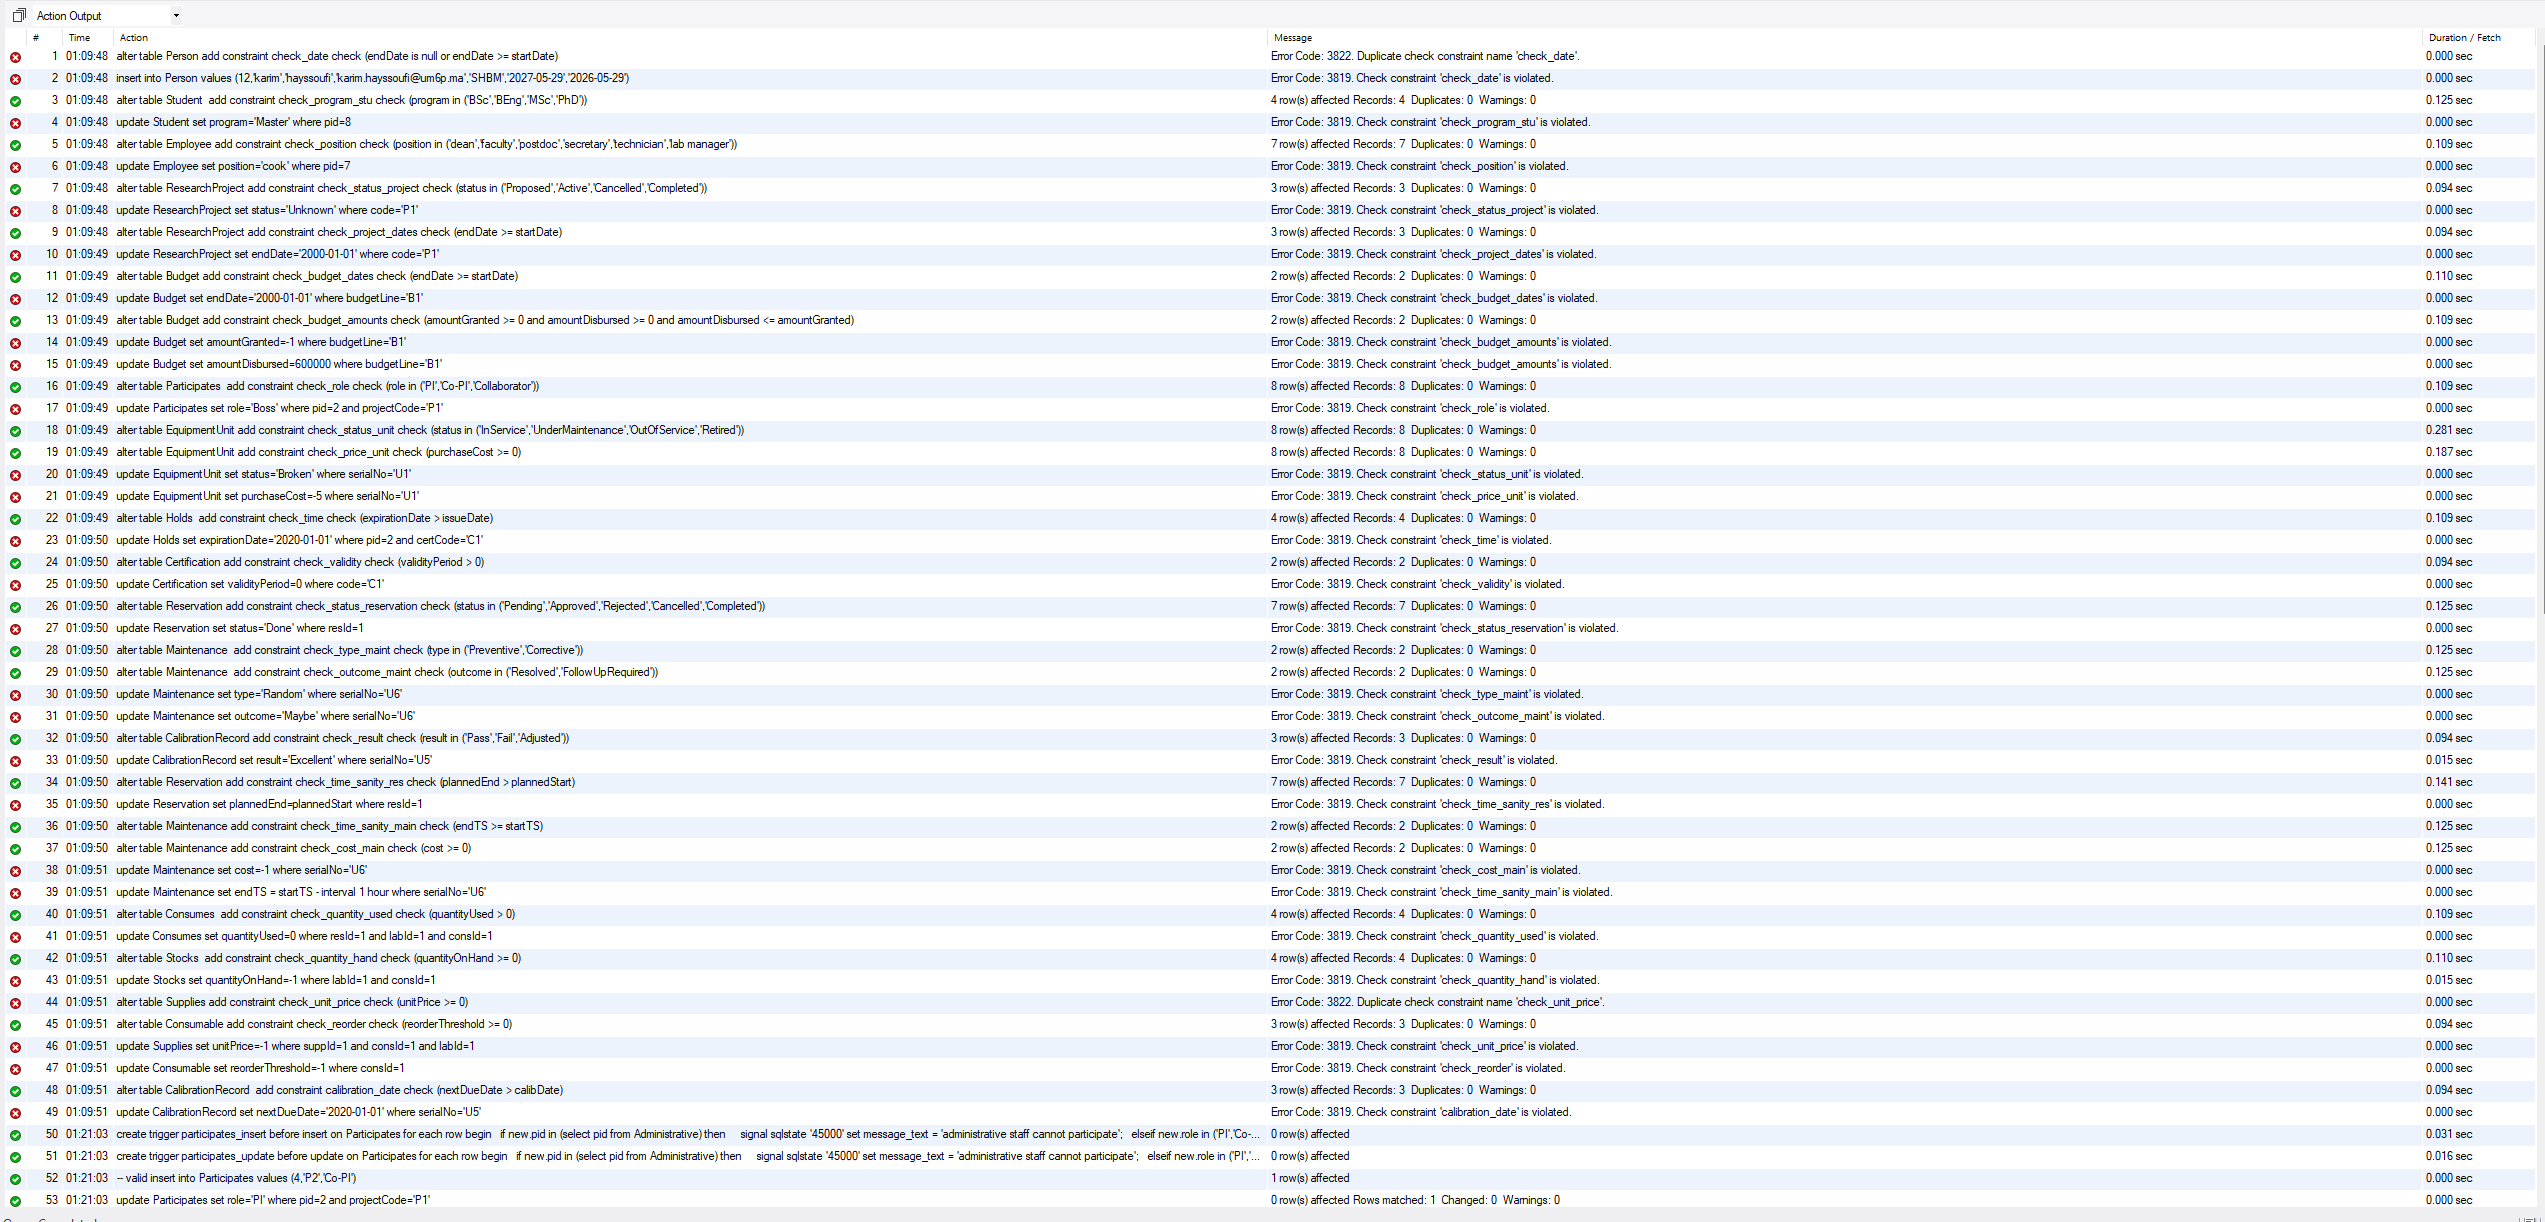 Action Output
# Time Action Message Duration / Fetch
1 01:09:48 alter table Person add constraint check_date check (endDate is null or endDate >= startDate) Error Code: 3822. Duplicate check constraint name 'check_date'. 0.000 sec
2 01:09:48 insert into Person values (12,'karim','hayssoufi','karim.hayssoufi@um6p.ma','SHBM','2027-05-29','2026-05-29') Error Code: 3819. Check constraint 'check_date' is violated. 0.000 sec
3 01:09:48 alter table Student add constraint check_program_stu check (program in ('BSc','BEng','MSc','PhD')) 4 row(s) affected Records: 4 Duplicates: 0 Warnings: 0 0.125 sec
4 01:09:48 update Student set program='Master' where pid=8 Error Code: 3819. Check constraint 'check_program_stu' is violated. 0.000 sec
5 01:09:48 alter table Employee add constraint check_position check (position in ('dean','faculty','postdoc','secretary','technician','lab manager')) 7 row(s) affected Records: 7 Duplicates: 0 Warnings: 0 0.109 sec
6 01:09:48 update Employee set position='cook' where pid=7 Error Code: 3819. Check constraint 'check_position' is violated. 0.000 sec
7 01:09:48 alter table ResearchProject add constraint check_status_project check (status in ('Proposed','Active','Cancelled','Completed')) 3 row(s) affected Records: 3 Duplicates: 0 Warnings: 0 0.094 sec
8 01:09:48 update ResearchProject set status='Unknown' where code='P1' Error Code: 3819. Check constraint 'check_status_project' is violated. 0.000 sec
9 01:09:48 alter table ResearchProject add constraint check_project_dates check (endDate >= startDate) 3 row(s) affected Records: 3 Duplicates: 0 Warnings: 0 0.094 sec
10 01:09:49 update ResearchProject set endDate='2000-01-01' where code='P1' Error Code: 3819. Check constraint 'check_project_dates' is violated. 0.000 sec
11 01:09:49 alter table Budget add constraint check_budget_dates check (endDate >= startDate) 2 row(s) affected Records: 2 Duplicates: 0 Warnings: 0 0.110 sec
12 01:09:49 update Budget set endDate='2000-01-01' where budgetLine='B1' Error Code: 3819. Check constraint 'check_budget_dates' is violated. 0.000 sec
13 01:09:49 alter table Budget add constraint check_budget_amounts check (amountGranted >= 0 and amountDisbursed >= 0 and amountDisbursed <= amountGranted) 2 row(s) affected Records: 2 Duplicates: 0 Warnings: 0 0.109 sec
14 01:09:49 update Budget set amountGranted=-1 where budgetLine='B1' Error Code: 3819. Check constraint 'check_budget_amounts' is violated. 0.000 sec
15 01:09:49 update Budget set amountDisbursed=600000 where budgetLine='B1' Error Code: 3819. Check constraint 'check_budget_amounts' is violated. 0.000 sec
16 01:09:49 alter table Participates add constraint check_role check (role in ('PI','Co-PI','Collaborator')) 8 row(s) affected Records: 8 Duplicates: 0 Warnings: 0 0.109 sec
17 01:09:49 update Participates set role='Boss' where pid=2 and projectCode='P1' Error Code: 3819. Check constraint 'check_role' is violated. 0.000 sec
18 01:09:49 alter table EquipmentUnit add constraint check_status_unit check (status in ('InService','UnderMaintenance','OutOfService','Retired')) 8 row(s) affected Records: 8 Duplicates: 0 Warnings: 0 0.281 sec
19 01:09:49 alter table EquipmentUnit add constraint check_price_unit check (purchaseCost >= 0) 8 row(s) affected Records: 8 Duplicates: 0 Warnings: 0 0.187 sec
20 01:09:49 update EquipmentUnit set status='Broken' where serialNo='U1' Error Code: 3819. Check constraint 'check_status_unit' is violated. 0.000 sec
21 01:09:49 update EquipmentUnit set purchaseCost=-5 where serialNo='U1' Error Code: 3819. Check constraint 'check_price_unit' is violated. 0.000 sec
22 01:09:49 alter table Holds add constraint check_time check (expirationDate > issueDate) 4 row(s) affected Records: 4 Duplicates: 0 Warnings: 0 0.109 sec
23 01:09:50 update Holds set expirationDate='2020-01-01' where pid=2 and certCode='C1' Error Code: 3819. Check constraint 'check_time' is violated. 0.000 sec
24 01:09:50 alter table Certification add constraint check_validity check (validityPeriod > 0) 2 row(s) affected Records: 2 Duplicates: 0 Warnings: 0 0.094 sec
25 01:09:50 update Certification set validityPeriod=0 where code='C1' Error Code: 3819. Check constraint 'check_validity' is violated. 0.000 sec
26 01:09:50 alter table Reservation add constraint check_status_reservation check (status in ('Pending','Approved','Rejected','Cancelled','Completed')) 7 row(s) affected Records: 7 Duplicates: 0 Warnings: 0 0.125 sec
27 01:09:50 update Reservation set status='Done' where resId=1 Error Code: 3819. Check constraint 'check_status_reservation' is violated. 0.000 sec
28 01:09:50 alter table Maintenance add constraint check_type_maint check (type in ('Preventive','Corrective')) 2 row(s) affected Records: 2 Duplicates: 0 Warnings: 0 0.125 sec
29 01:09:50 alter table Maintenance add constraint check_outcome_maint check (outcome in ('Resolved','FollowUpRequired')) 2 row(s) affected Records: 2 Duplicates: 0 Warnings: 0 0.125 sec
30 01:09:50 update Maintenance set type='Random' where serialNo='U6' Error Code: 3819. Check constraint 'check_type_maint' is violated. 0.000 sec
31 01:09:50 update Maintenance set outcome='Maybe' where serialNo='U6' Error Code: 3819. Check constraint 'check_outcome_maint' is violated. 0.000 sec
32 01:09:50 alter table CalibrationRecord add constraint check_result check (result in ('Pass','Fail','Adjusted')) 3 row(s) affected Records: 3 Duplicates: 0 Warnings: 0 0.094 sec
33 01:09:50 update CalibrationRecord set result='Excellent' where serialNo='U5' Error Code: 3819. Check constraint 'check_result' is violated. 0.015 sec
34 01:09:50 alter table Reservation add constraint check_time_sanity_res check (plannedEnd > plannedStart) 7 row(s) affected Records: 7 Duplicates: 0 Warnings: 0 0.141 sec
35 01:09:50 update Reservation set plannedEnd=plannedStart where resId=1 Error Code: 3819. Check constraint 'check_time_sanity_res' is violated. 0.000 sec
36 01:09:50 alter table Maintenance add constraint check_time_sanity_main check (endTS >= startTS) 2 row(s) affected Records: 2 Duplicates: 0 Warnings: 0 0.125 sec
37 01:09:50 alter table Maintenance add constraint check_cost_main check (cost >= 0) 2 row(s) affected Records: 2 Duplicates: 0 Warnings: 0 0.125 sec
38 01:09:51 update Maintenance set cost=-1 where serialNo='U6' Error Code: 3819. Check constraint 'check_cost_main' is violated. 0.000 sec
39 01:09:51 update Maintenance set endTS = startTS - interval 1 hour where serialNo='U6' Error Code: 3819. Check constraint 'check_time_sanity_main' is violated. 0.000 sec
40 01:09:51 alter table Consumes add constraint check_quantity_used check (quantityUsed > 0) 4 row(s) affected Records: 4 Duplicates: 0 Warnings: 0 0.109 sec
41 01:09:51 update Consumes set quantityUsed=0 where resId=1 and labId=1 and consId=1 Error Code: 3819. Check constraint 'check_quantity_used' is violated. 0.000 sec
42 01:09:51 alter table Stocks add constraint check_quantity_hand check (quantityOnHand >= 0) 4 row(s) affected Records: 4 Duplicates: 0 Warnings: 0 0.110 sec
43 01:09:51 update Stocks set quantityOnHand=-1 where labId=1 and consId=1 Error Code: 3819. Check constraint 'check_quantity_hand' is violated. 0.015 sec
44 01:09:51 alter table Supplies add constraint check_unit_price check (unitPrice >= 0) Error Code: 3822. Duplicate check constraint name 'check_unit_price'. 0.000 sec
45 01:09:51 alter table Consumable add constraint check_reorder check (reorderThreshold >= 0) 3 row(s) affected Records: 3 Duplicates: 0 Warnings: 0 0.094 sec
46 01:09:51 update Supplies set unitPrice=-1 where suppId=1 and consId=1 and labId=1 Error Code: 3819. Check constraint 'check_unit_price' is violated. 0.000 sec
47 01:09:51 update Consumable set reorderThreshold=-1 where consId=1 Error Code: 3819. Check constraint 'check_reorder' is violated. 0.000 sec
48 01:09:51 alter table CalibrationRecord add constraint calibration_date check (nextDueDate > calibDate) 3 row(s) affected Records: 3 Duplicates: 0 Warnings: 0 0.094 sec
49 01:09:51 update CalibrationRecord set nextDueDate='2020-01-01' where serialNo='U5' Error Code: 3819. Check constraint 'calibration_date' is violated. 0.000 sec
50 01:21:03 create trigger participates_insert before insert on Participates for each row begin if new.pid in (select pid from Administrative) then signal sqlstate '45000' set message_text = 'administrative staff cannot participate'; elseif new.role in ('PI','Co-... 0 row(s) affected 0.031 sec
51 01:21:03 create trigger participates_update before update on Participates for each row begin if new.pid in (select pid from Administrative) then signal sqlstate '45000' set message_text = 'administrative staff cannot participate'; elseif new.role in ('PI','... 0 row(s) affected 0.016 sec
52 01:21:03 -- valid insert into Participates values (4,'P2','Co-PI') 1 row(s) affected 0.000 sec
53 01:21:03 update Participates set role='PI' where pid=2 and projectCode='P1' 0 row(s) affected Rows matched: 1 Changed: 0 Warnings: 0 0.000 sec